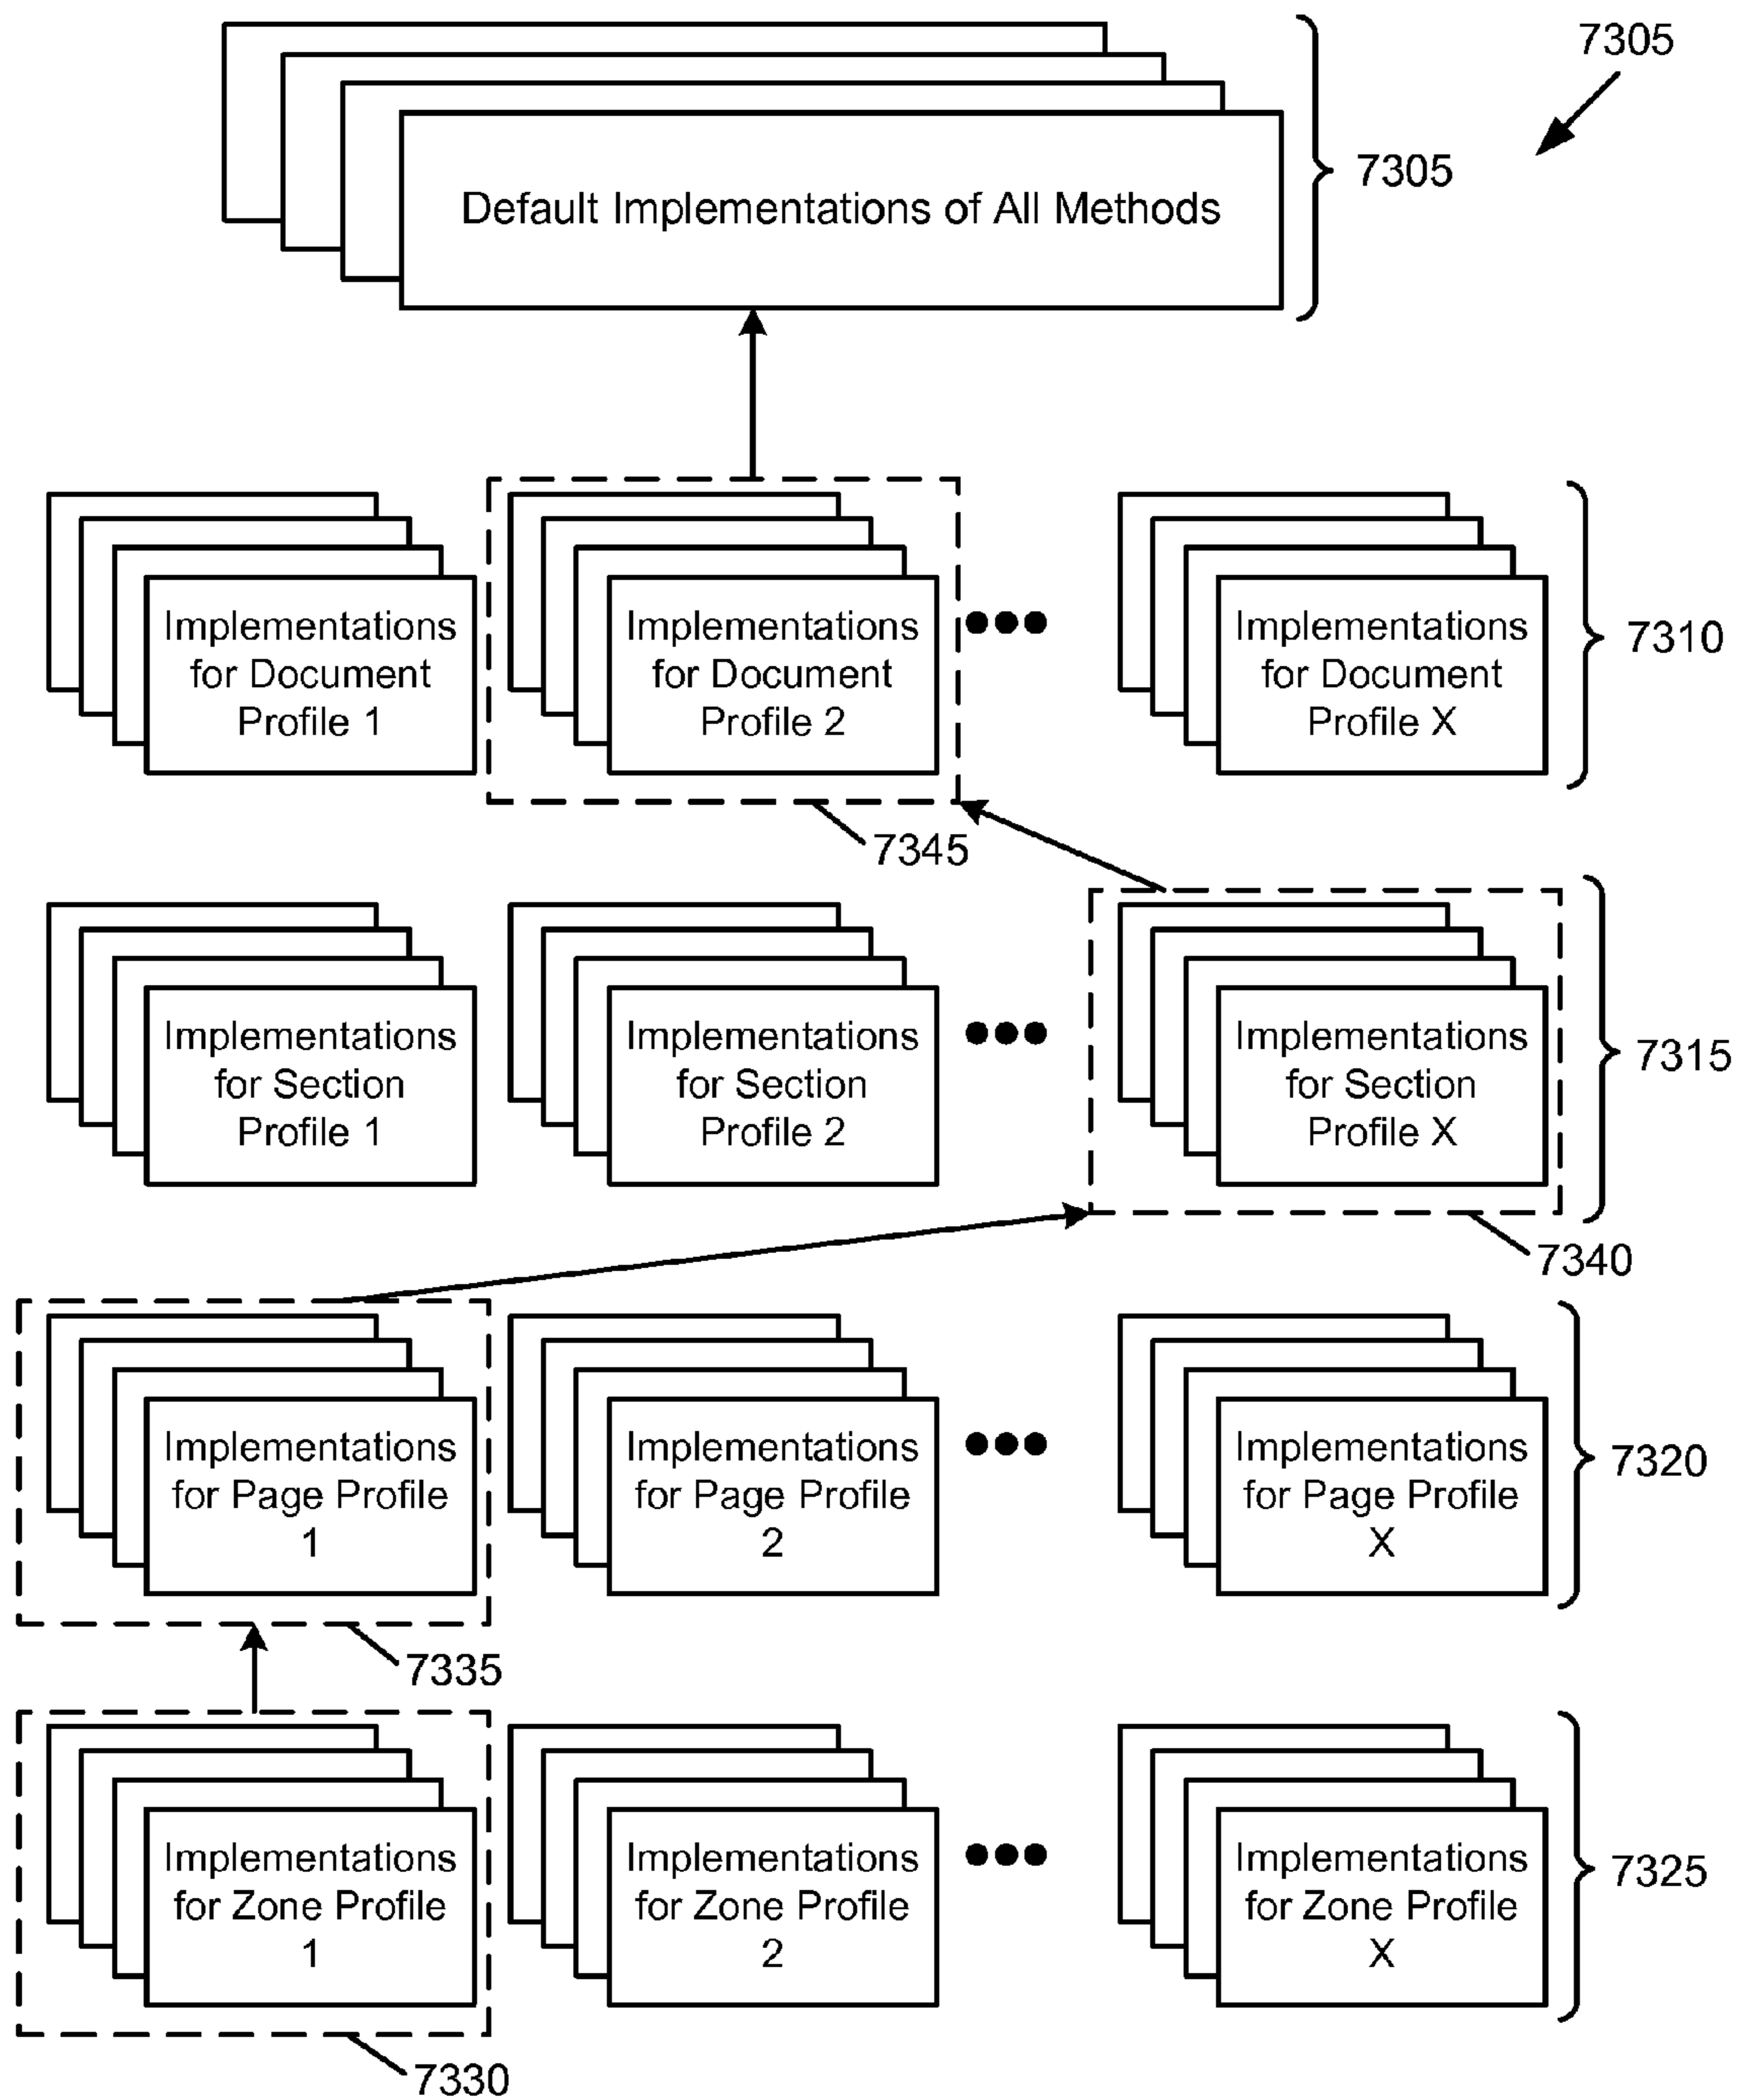 7305
7305
Default Implementations of All Methods
Implementations
for Document
Profile 1
Implementations
for Document
Profile 2
Implementations
for Document
Profile X
7310
7345
Implementations
for Section
Profile 1
Implementations
for Section
Profile 2
Implementations
for Section
Profile X
7315
7340
Implementations
for Page Profile
1
Implementations
for Page Profile
2
Implementations
for Page Profile
X
7320
7335
Implementations
for Zone Profile
1
Implementations
for Zone Profile
2
Implementations
for Zone Profile
X
7325
7330